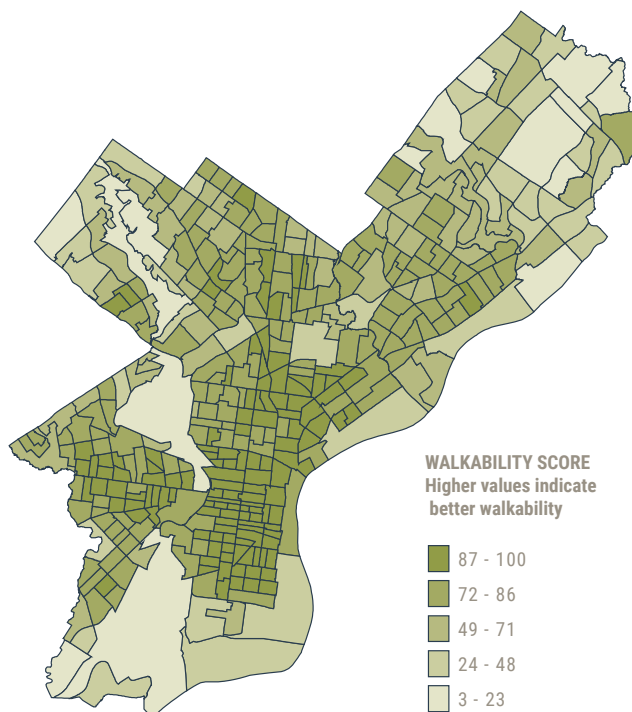 WALKABILITY SCORE
Higher values indicate
better walkability
87 - 100
72 - 86
49 - 71
24 - 48
3 - 23